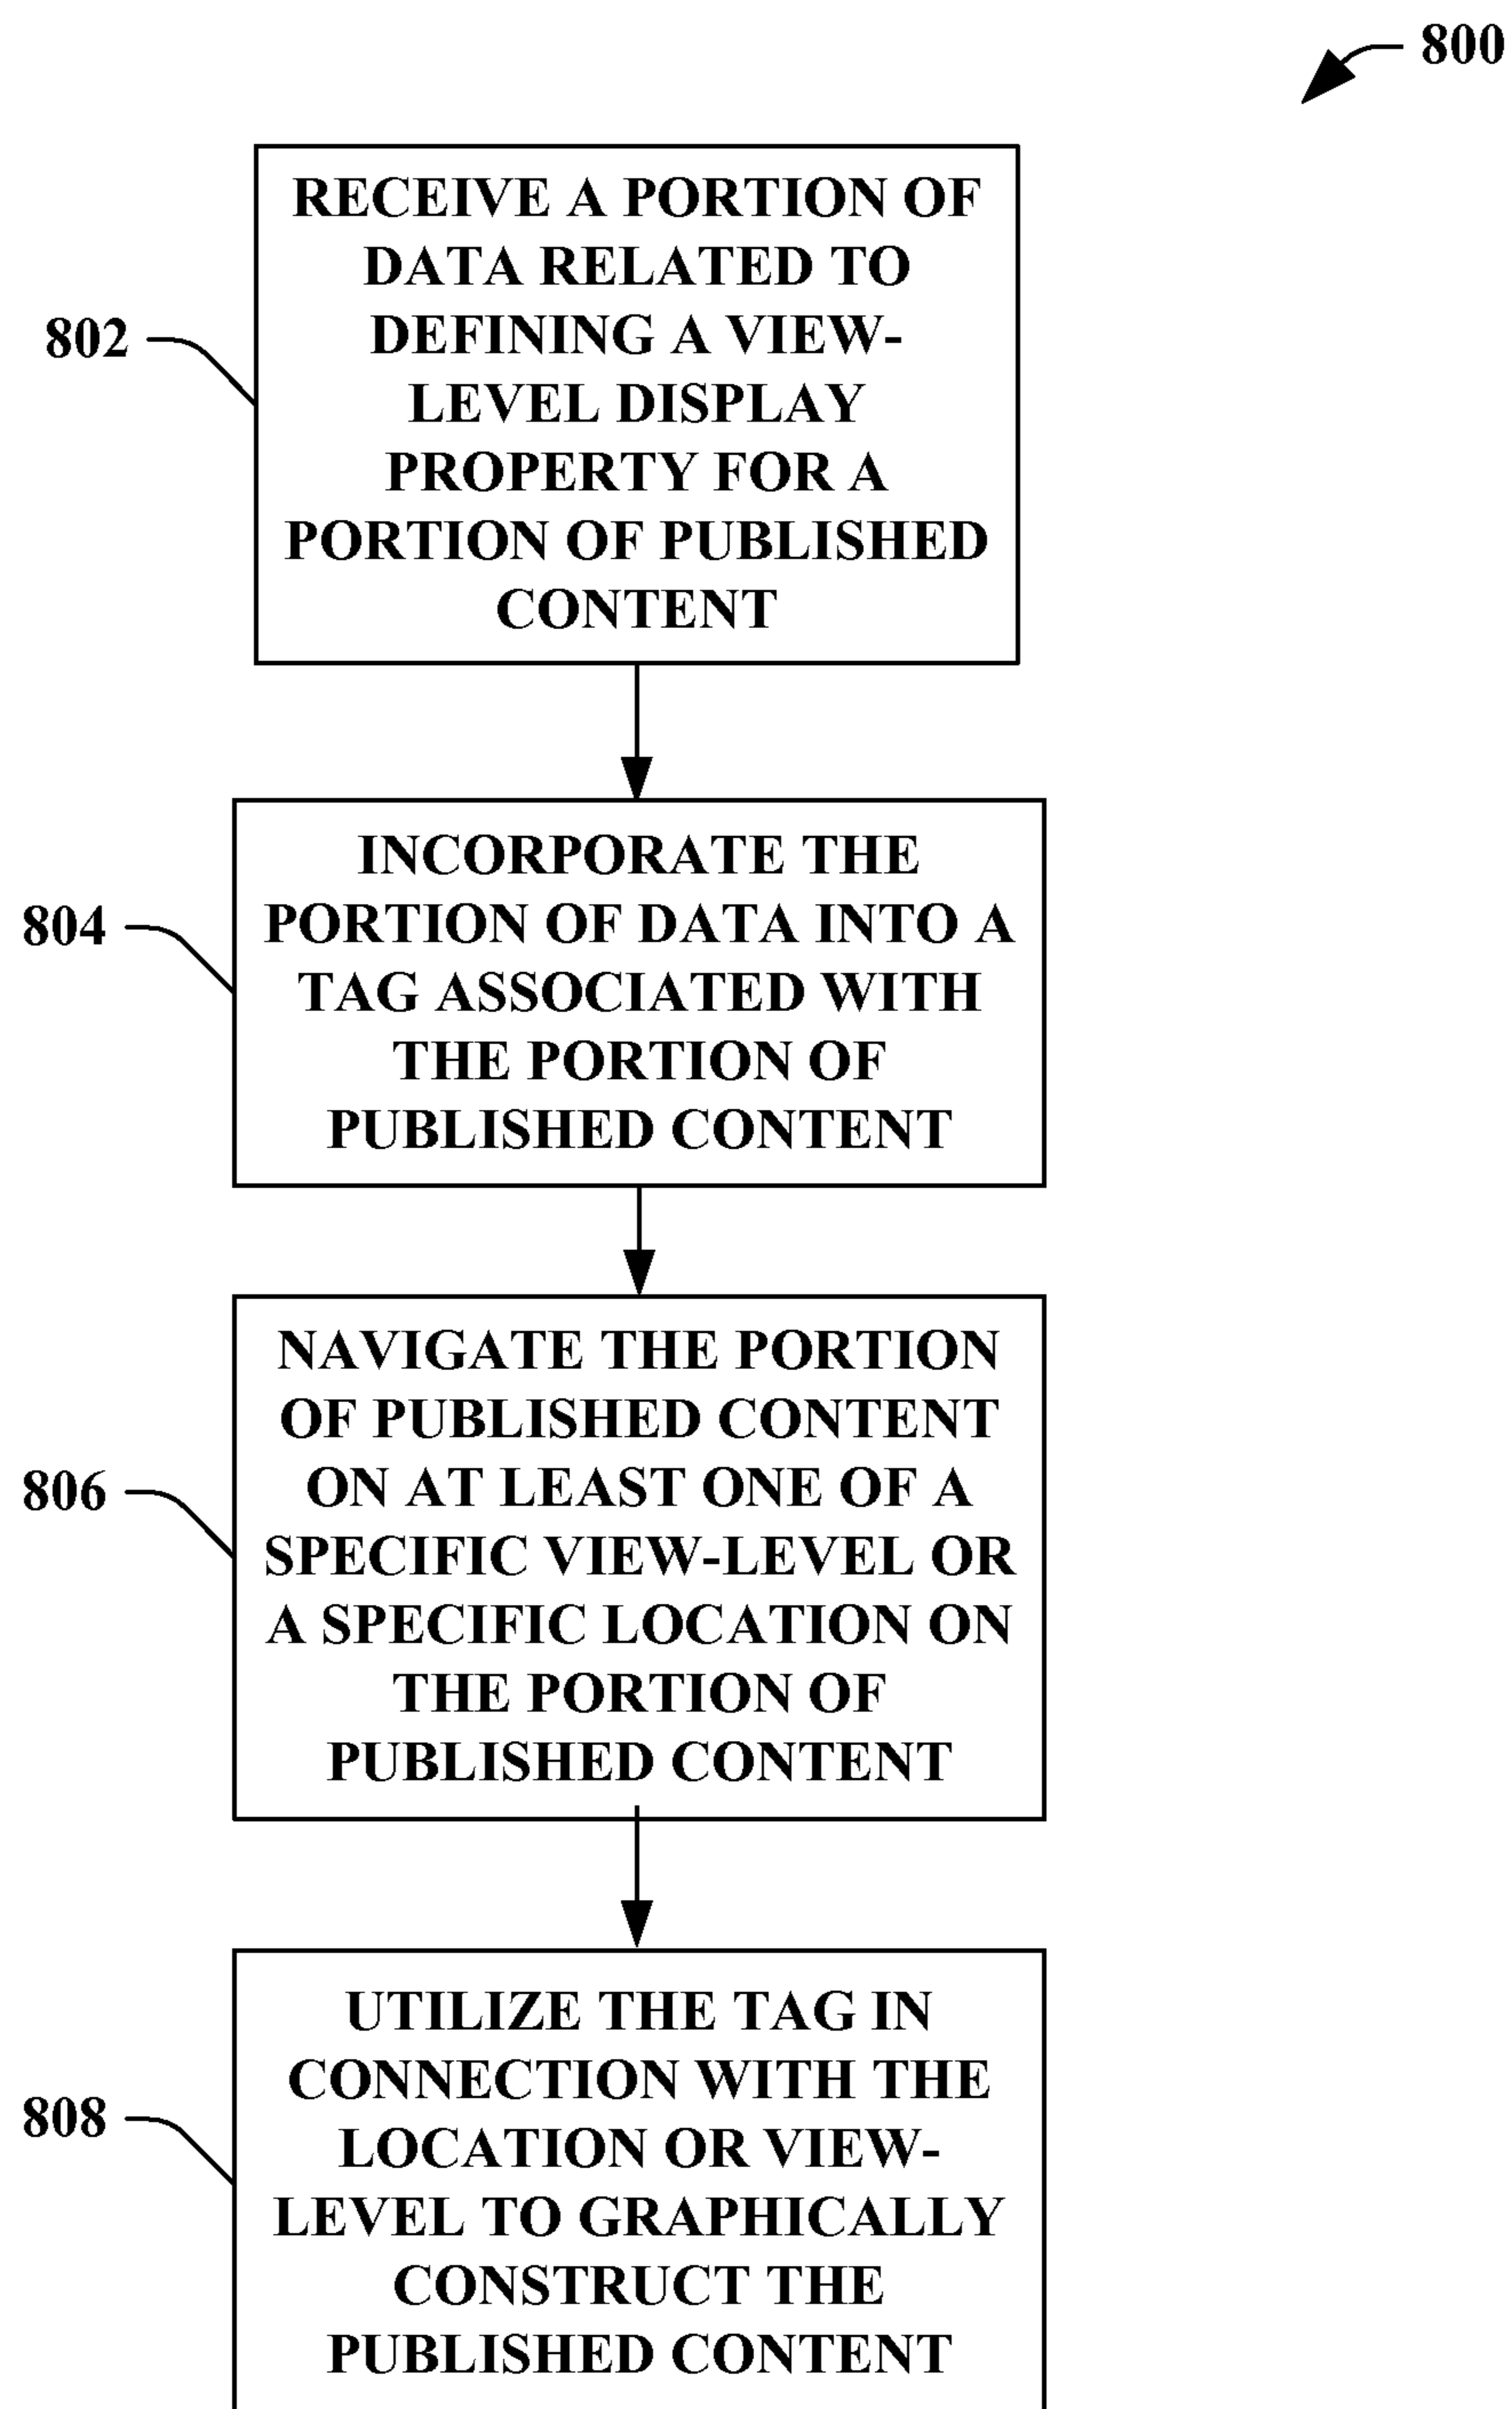 800
RECEIVE A PORTION OF
DATA RELATED TO
DEFINING A VIEW-
LEVEL DISPLAY
PROPERTY FOR A
PORTION OF PUBLISHED
CONTENT
802
INCORPORATE THE
PORTION OF DATA INTO A
TAG ASSOCIATED WITH
THE PORTION OF
PUBLISHED CONTENT
804
NAVIGATE THE PORTION
OF PUBLISHED CONTENT
ON AT LEAST ONE OF A
SPECIFIC VIEW-LEVEL OR
A SPECIFIC LOCATION ON
THE PORTION OF
PUBLISHED CONTENT
806
UTILIZE THE TAG IN
CONNECTION WITH THE
LOCATION OR VIEW-
LEVEL TO GRAPHICALLY
CONSTRUCT THE
PUBLISHED CONTENT
808